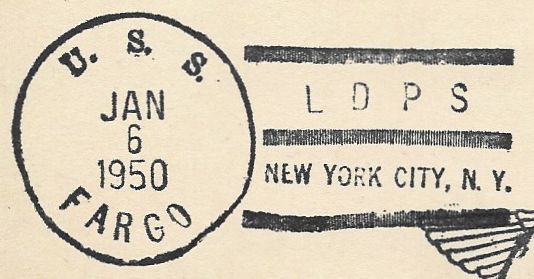 U. S. S.
JAN
6
1950
FARGO
L D P S
NEW YORK CITY, N. Y.